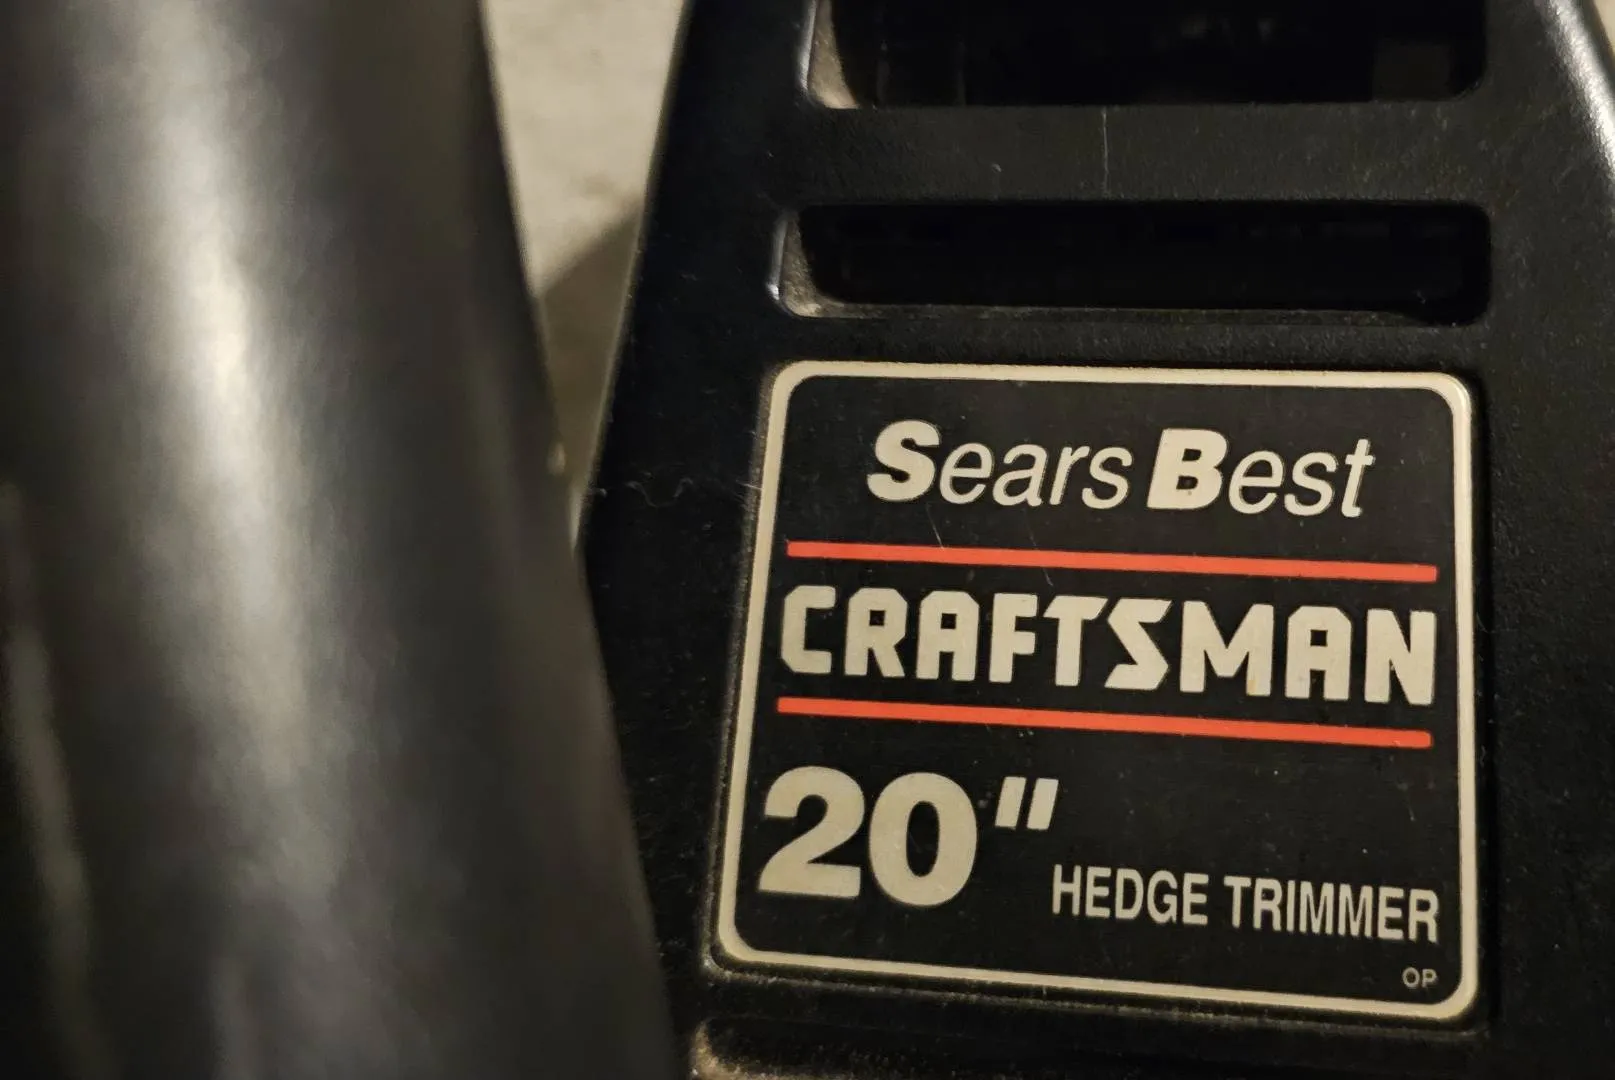 Sears Best
CRAFTSMAN
20"
HEDGE TRIMMER
OP